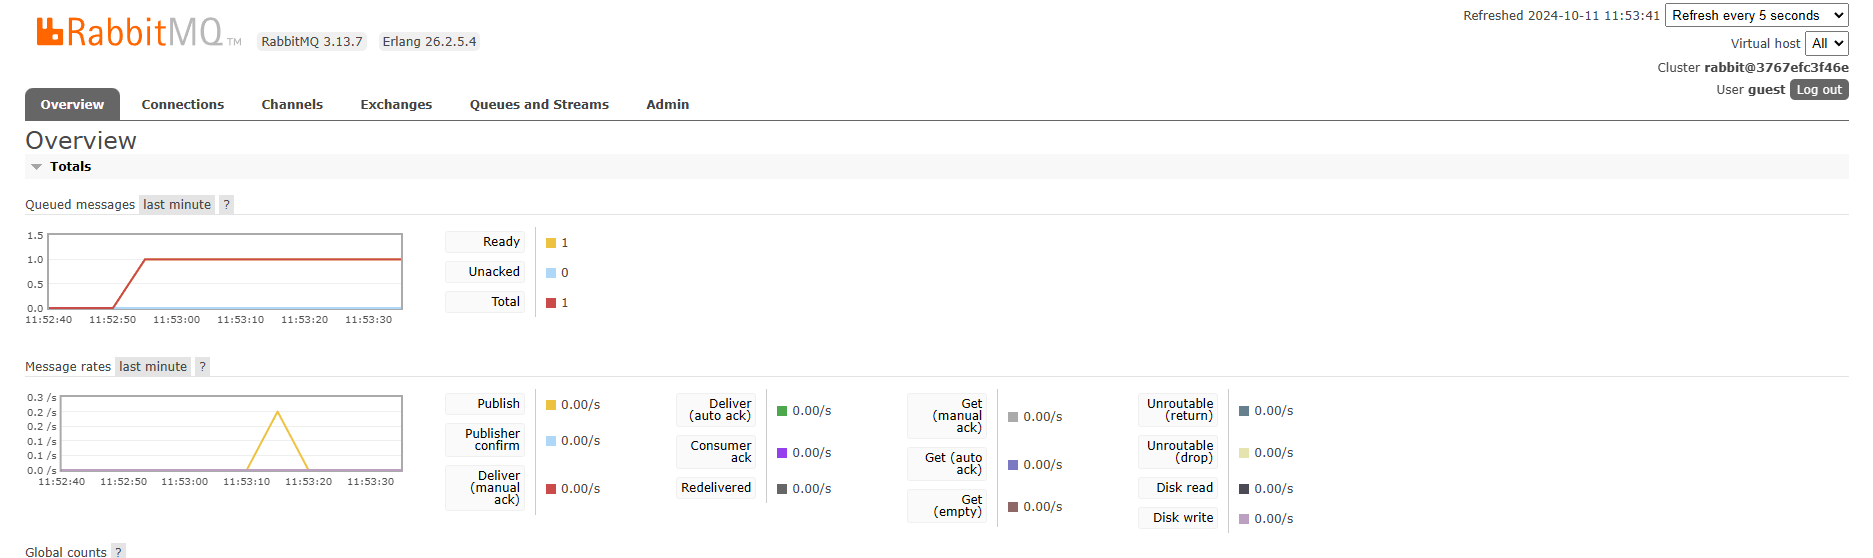 RabbitMQ TM RabbitMQ 3.13.7 Erlang 26.2.5.4
Refreshed 2024-10-11 11:53:41 Refresh every 5 seconds
Virtual host All
Cluster rabbit@3767efc3f46e
User guest Log out
Overview Connections Channels Exchanges Queues and Streams Admin
Overview
Totals
Queued messages last minute ?
1.5
1.0
0.5
0.0
11:52:40 11:52:50 11:53:00 11:53:10 11:53:20 11:53:30
Ready 1
Unacked 0
Total 1
Message rates last minute ?
0.3 /s
0.2 /s
0.2 /s
0.1 /s
0.1 /s
0.0 /s
11:52:40 11:52:50 11:53:00 11:53:10 11:53:20 11:53:30
Publish 0.00/s
Publisher
confirm 0.00/s
Deliver
(manual
ack) 0.00/s
Deliver
(auto ack) 0.00/s
Consumer
ack 0.00/s
Redelivered 0.00/s
Get
(manual
ack) 0.00/s
Get (auto
ack) 0.00/s
Get
(empty) 0.00/s
Unroutable
(return) 0.00/s
Unroutable
(drop) 0.00/s
Disk read 0.00/s
Disk write 0.00/s
Global counts ?